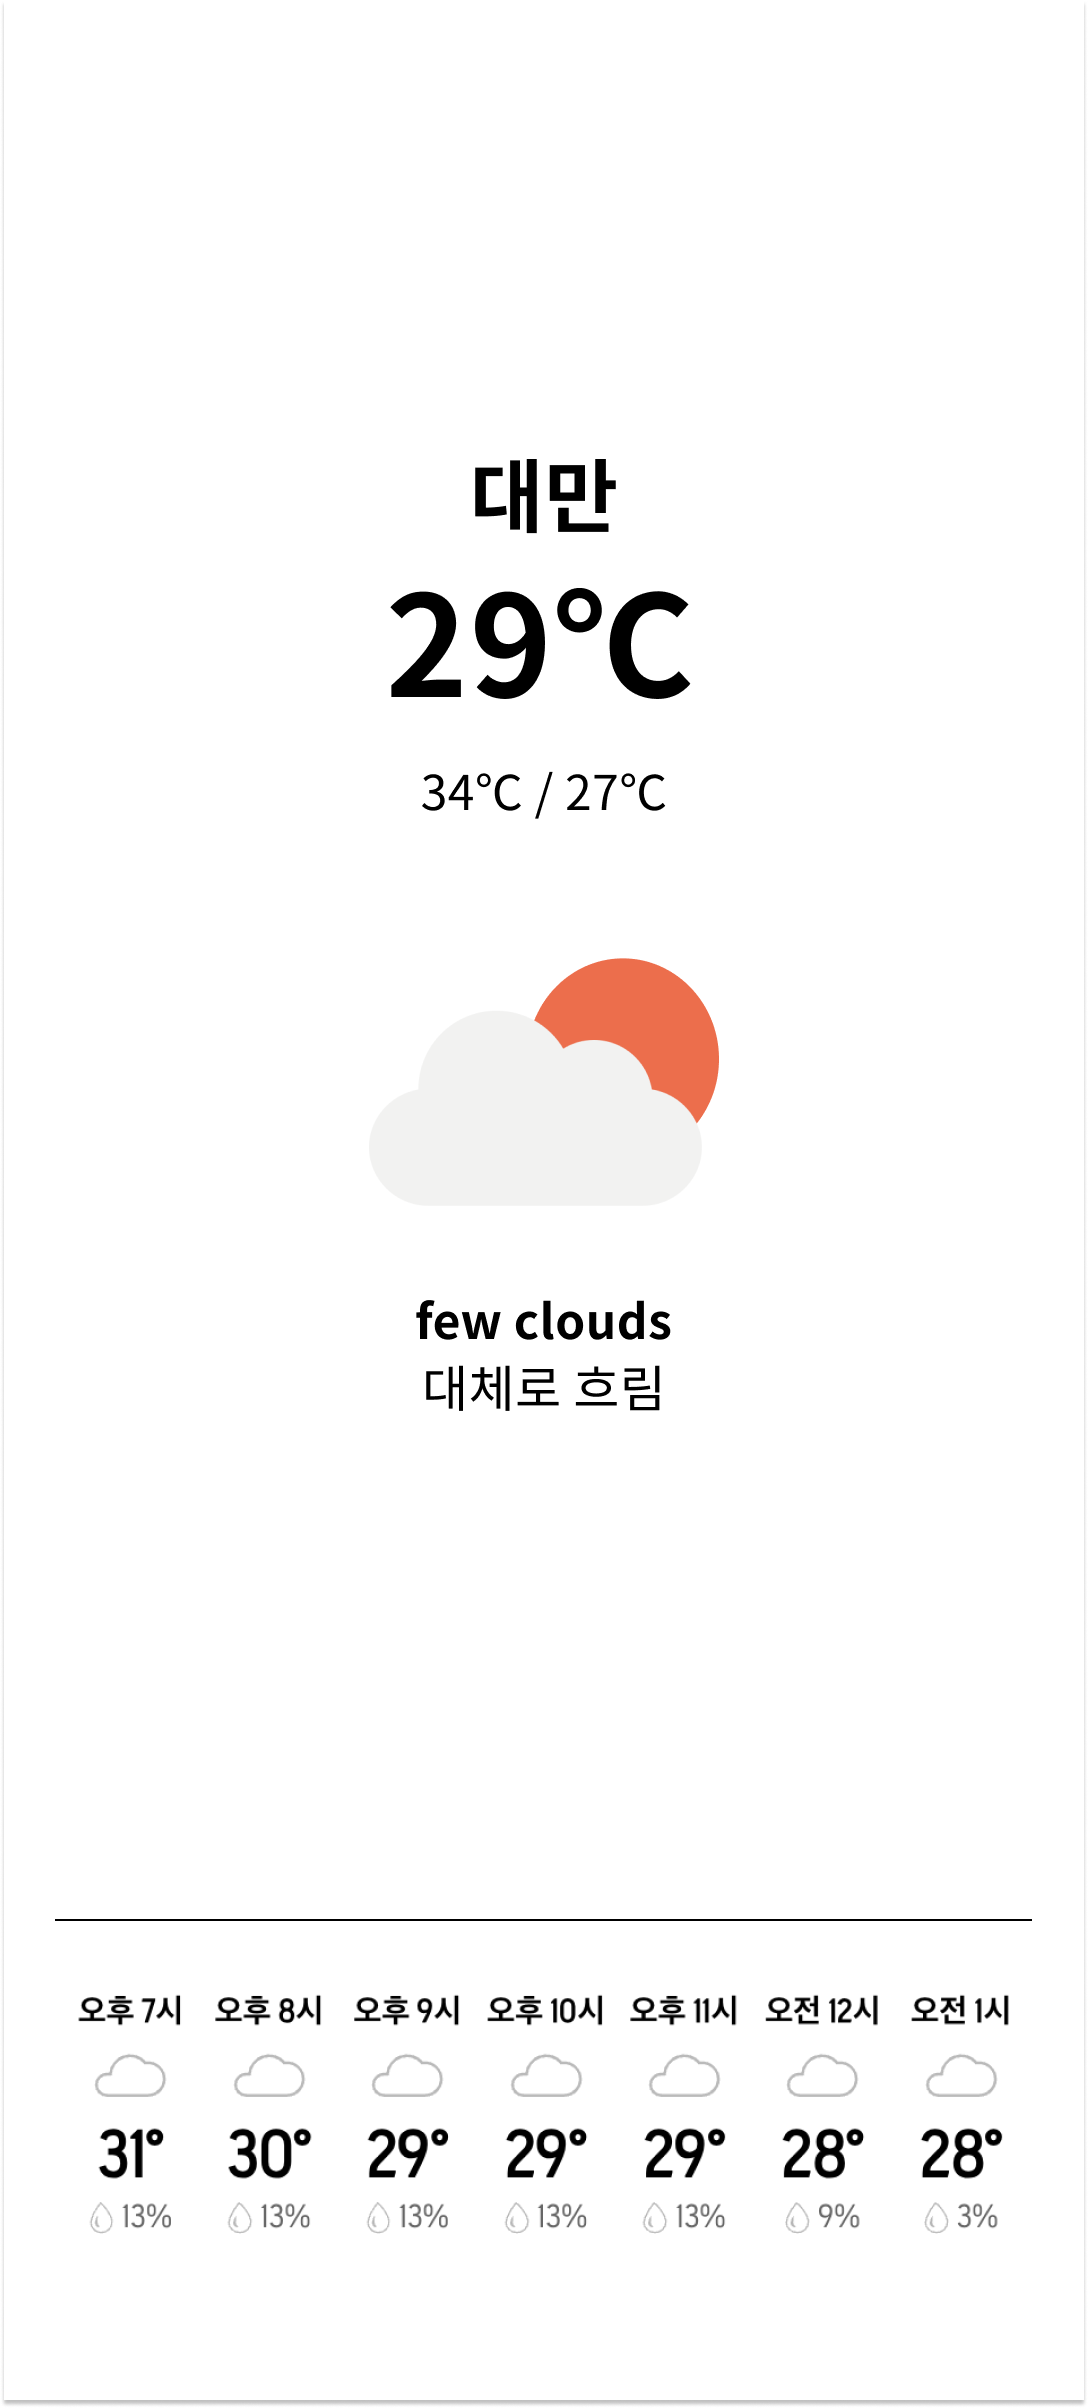 대만
29°C
34°C / 27°C
few clouds
대체로 흐림
오후 7시 오후 8시 오후 9시 오후 10시 오후 11시 오전 12시 오전 1시
31° 30° 29° 29° 29° 28° 28°
13% 13% 13% 13% 13% 9% 3%